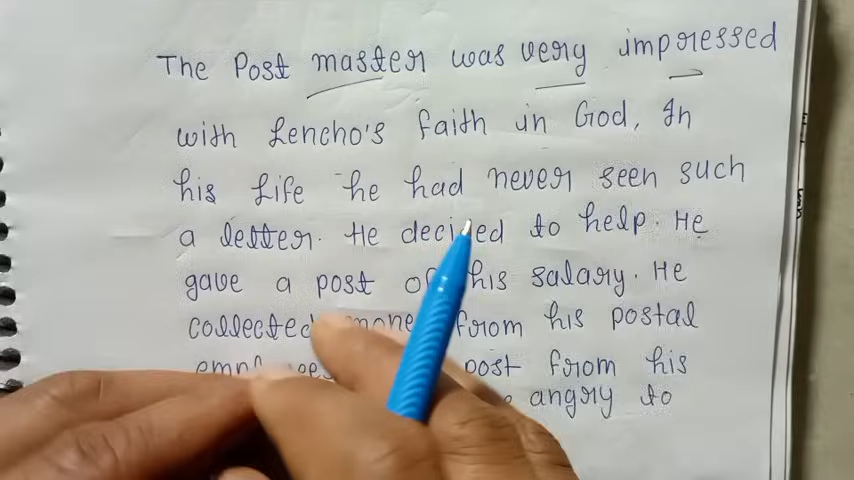 The Post master was very impressed
with Lencho's faith in God, In
his Life he had never seen such
a letter. He decided to help. He
gave a post of his salary. He
collected money from his postal
post from his
angry to